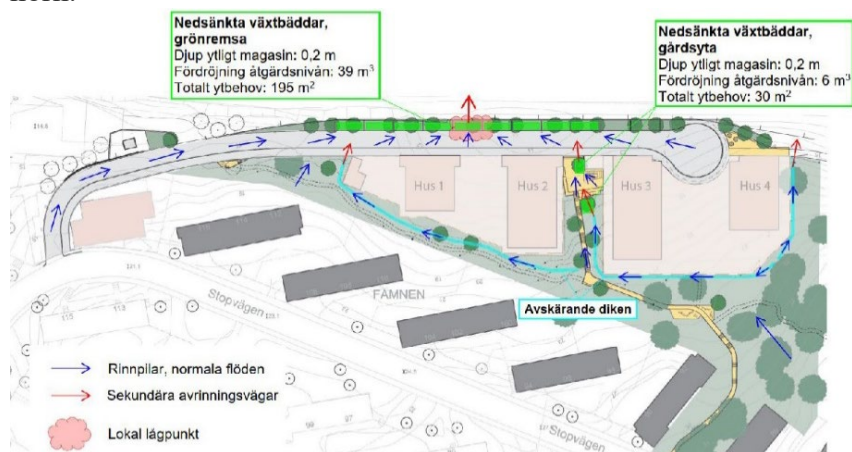 Nedsänkta växtbäddar,
grönremsa
Djup ytligt magasin: 0,2 m
Fördröjning åtgärdsnivån: 39 m³
Totalt ytbehov: 195 m²
Nedsänkta växtbäddar,
gårdsyta
Djup ytligt magasin: 0,2 m
Fördröjning åtgärdsnivån: 6 m³
Totalt ytbehov: 30 m²
Hus 1
Hus 2
Hus 3
Hus 4
FÄMNEN
Stopvägen
Avskärande diken
Stopvägen
Rinnpilar, normala flöden
Sekundära avrinningsvägar
Lokal lågpunkt